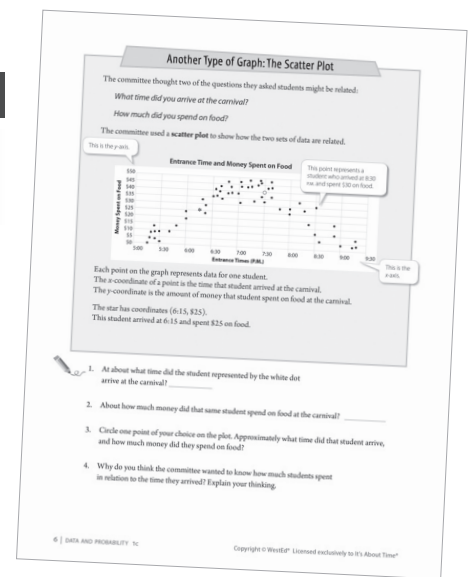 Another Type of Graph: The Scatter Plot
The committee thought two of the questions they asked students might be related:
What time did you arrive at the carnival?
How much did you spend on food?
The committee used a scatter plot to show how the two sets of data are related.
This is the y-axis.
Entrance Time and Money Spent on Food
This point represents a
student who arrived at 8:30
P.M. and spent $30 on food.
Money Spent on Food
$50
$45
$40
$35
$30
$25
$20
$15
$10
$5
$0
5:00 5:30 6:00 6:30 7:00 7:30 8:00 8:30 9:00 9:30
Entrance Times (P.M.)
This is the
x-axis.
Each point on the graph represents data for one student.
The x-coordinate of a point is the time that student arrived at the carnival.
The y-coordinate is the amount of money that student spent on food at the carnival.
The star has coordinates (6:15, $25).
This student arrived at 6:15 and spent $25 on food.
1. At about what time did the student represented by the white dot
arrive at the carnival?
2. About how much money did that same student spend on food at the carnival?
3. Circle one point of your choice on the plot. Approximately what time did that student arrive,
and how much money did they spend on food?
4. Why do you think the committee wanted to know how much students spent
in relation to the time they arrived? Explain your thinking.
6 | DATA AND PROBABILITY 1c
Copyright © WestEd® Licensed exclusively to It's About Time®